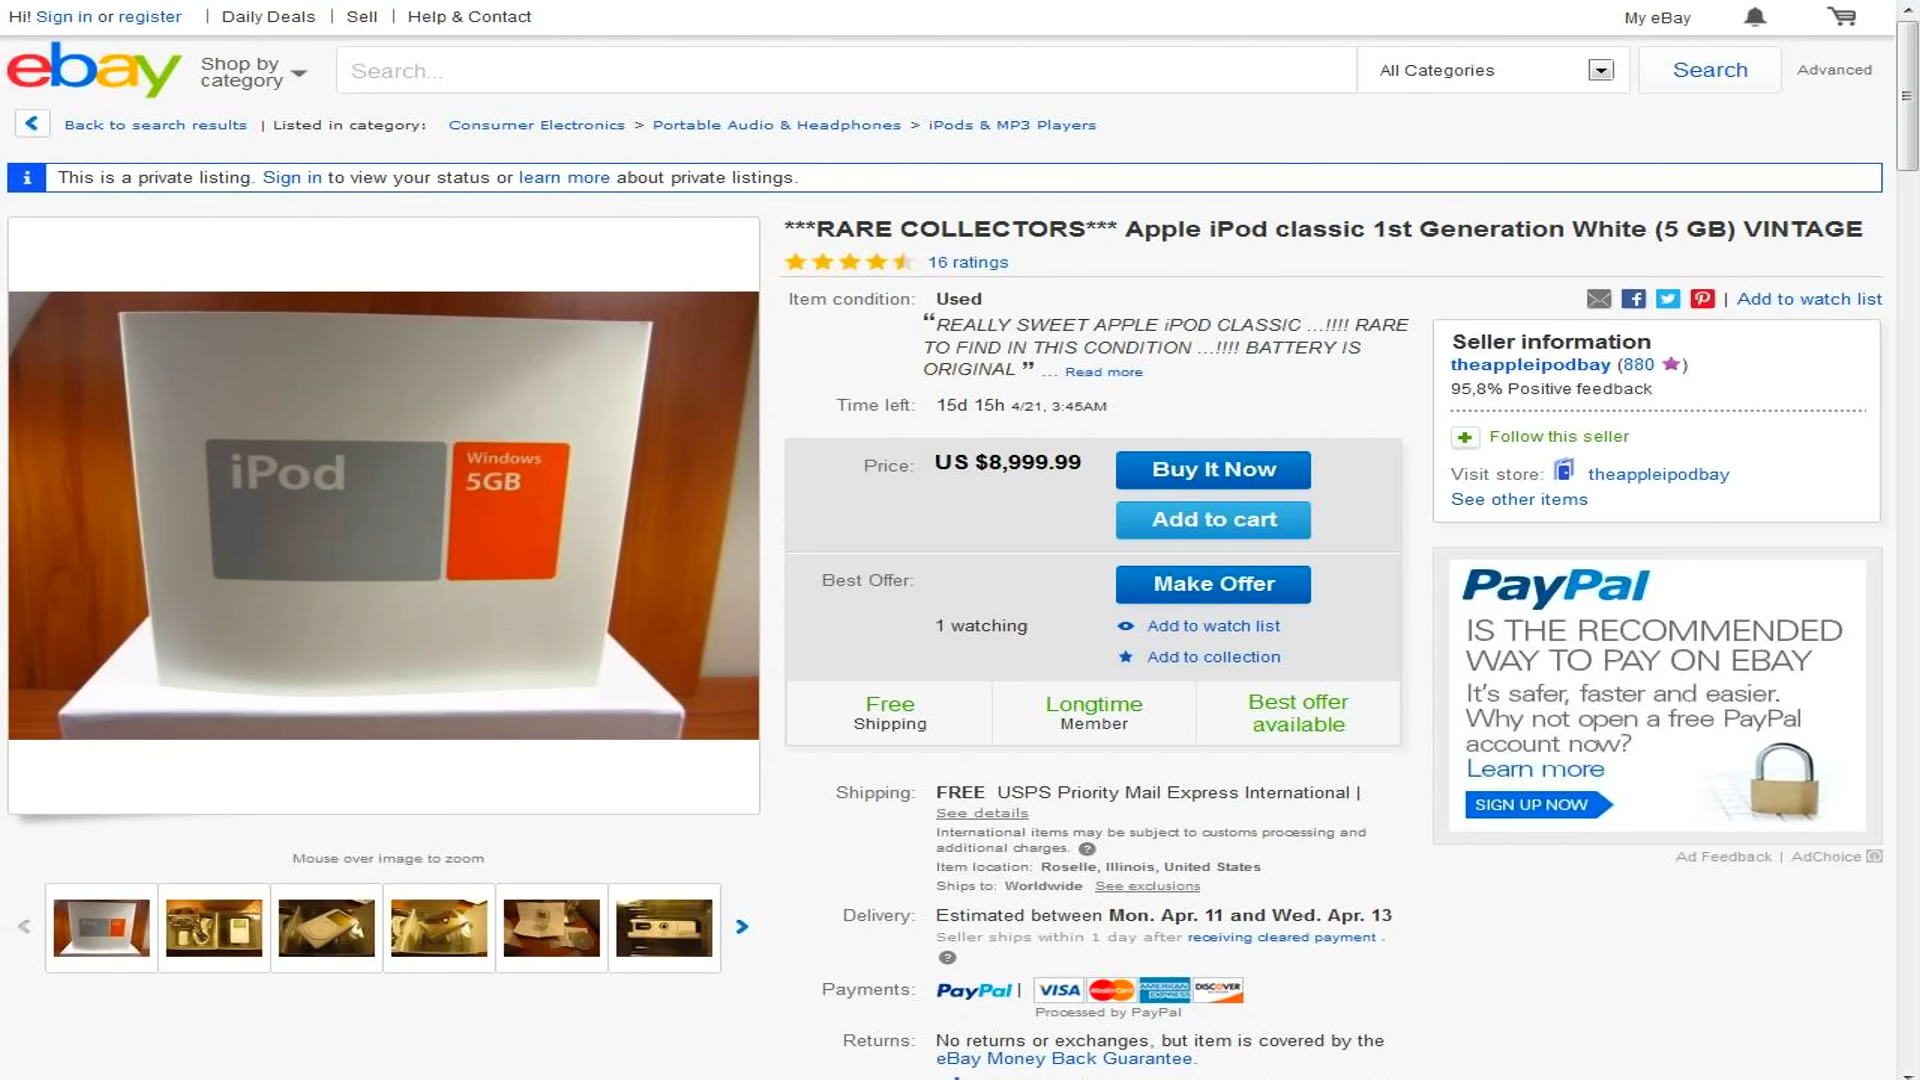 Hi! Sign in or register | Daily Deals | Sell | Help & Contact
My eBay
ebay
Shop by category
Search...
All Categories
Search
Advanced
Back to search results | Listed in category: Consumer Electronics > Portable Audio & Headphones > iPods & MP3 Players
i This is a private listing. Sign in to view your status or learn more about private listings.
iPod
Windows
5GB
Mouse over image to zoom
***RARE COLLECTORS*** Apple iPod classic 1st Generation White (5 GB) VINTAGE
16 ratings
Item condition: Used
“REALLY SWEET APPLE iPOD CLASSIC ...!!!! RARE
TO FIND IN THIS CONDITION ...!!!! BATTERY IS
ORIGINAL ” ... Read more
Time left: 15d 15h 4/21, 3:45AM
Price: US $8,999.99
Buy It Now
Add to cart
Best Offer:
Make Offer
1 watching
Add to watch list
Add to collection
Free
Shipping
Longtime
Member
Best offer
available
Shipping: FREE USPS Priority Mail Express International |
See details
International items may be subject to customs processing and
additional charges. ?
Item location: Roselle, Illinois, United States
Ships to: Worldwide See exclusions
Delivery: Estimated between Mon. Apr. 11 and Wed. Apr. 13
Seller ships within 1 day after receiving cleared payment .
?
Payments: PayPal | VISA MasterCard AMERICAN EXPRESS DISCOVER
Processed by PayPal
Returns: No returns or exchanges, but item is covered by the
eBay Money Back Guarantee.
| Add to watch list
Seller information
theappleipodbay (880 )
95,8% Positive feedback
Follow this seller
Visit store: theappleipodbay
See other items
PayPal
IS THE RECOMMENDED
WAY TO PAY ON EBAY
It's safer, faster and easier.
Why not open a free PayPal
account now?
Learn more
SIGN UP NOW
Ad Feedback | AdChoice